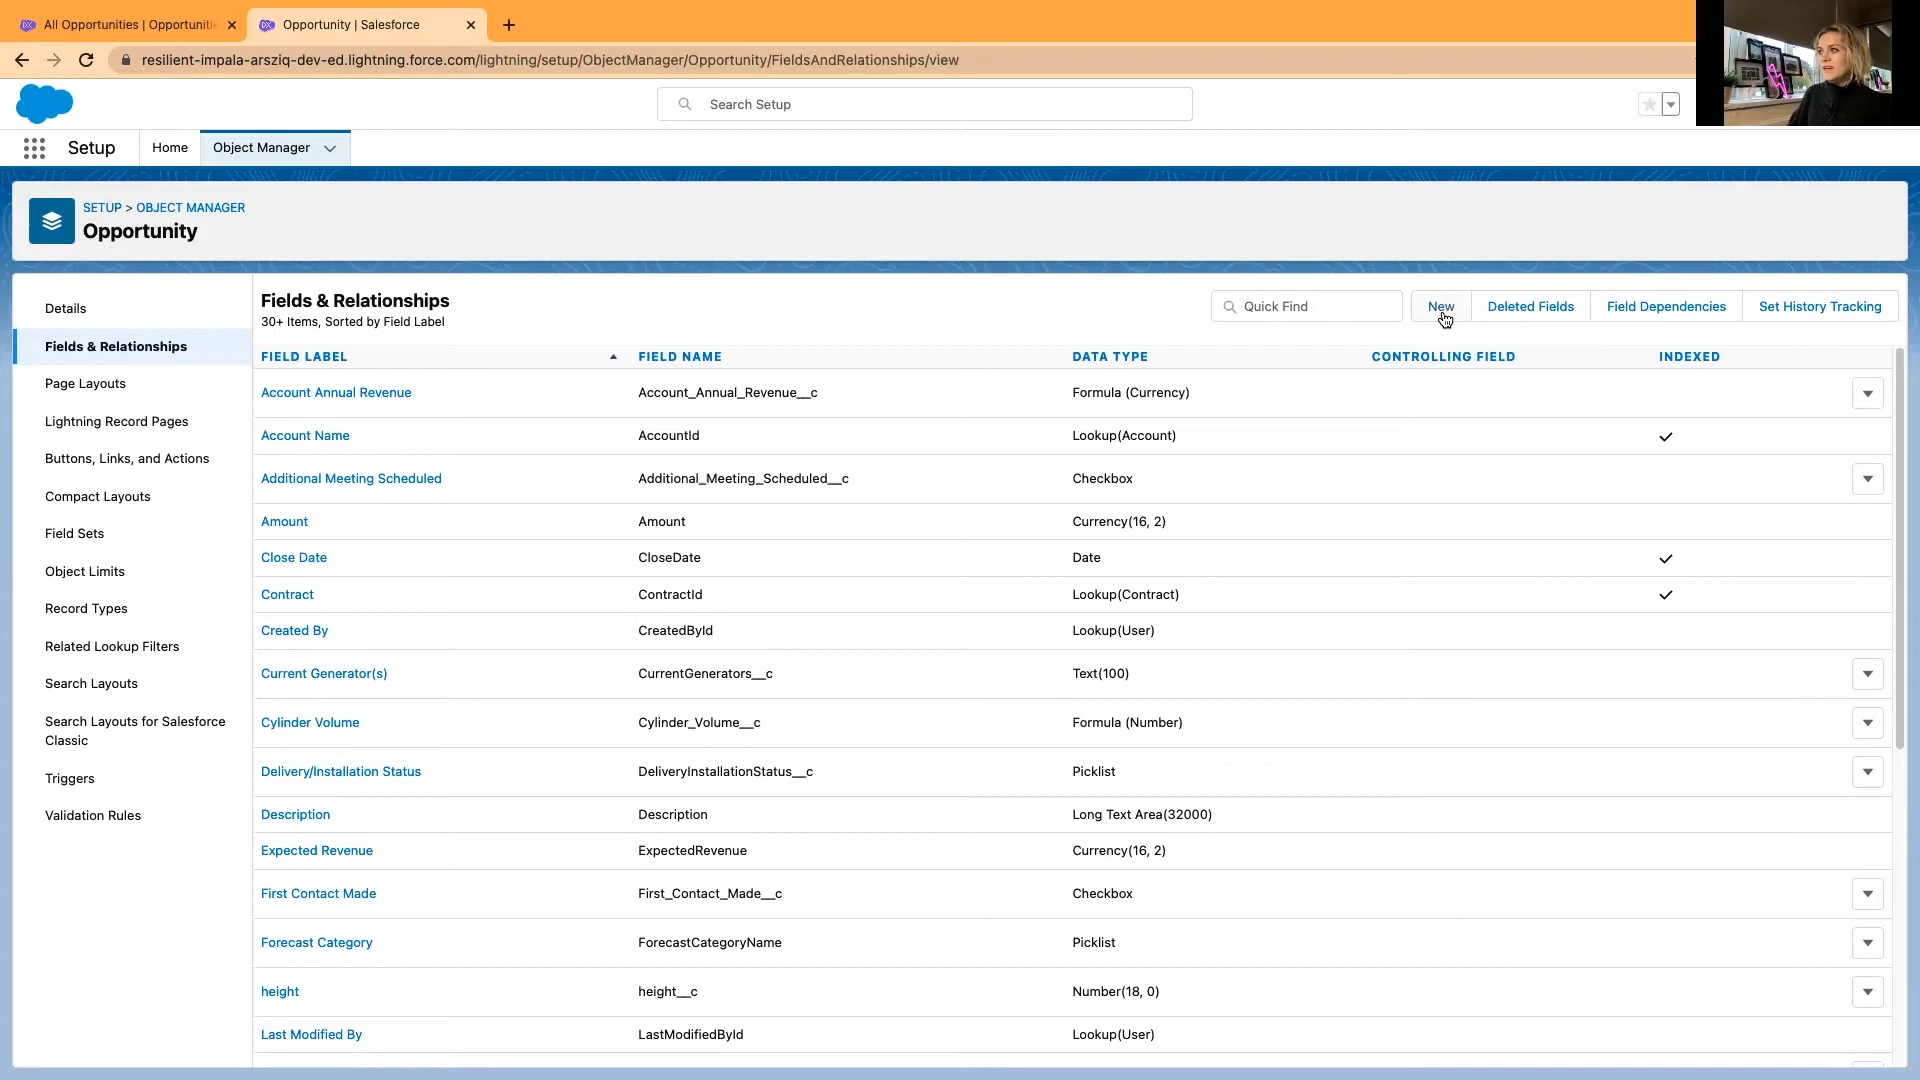 All Opportunities | Opportuniti
Opportunity | Salesforce
resilient-impala-arsziq-dev-ed.lightning.force.com/lightning/setup/ObjectManager/Opportunity/FieldsAndRelationships/view
Search Setup
Setup
Home
Object Manager
SETUP > OBJECT MANAGER
Opportunity
Details
Fields & Relationships
Page Layouts
Lightning Record Pages
Buttons, Links, and Actions
Compact Layouts
Field Sets
Object Limits
Record Types
Related Lookup Filters
Search Layouts
Search Layouts for Salesforce
Classic
Triggers
Validation Rules
Fields & Relationships
30+ Items, Sorted by Field Label
Quick Find
New
Deleted Fields
Field Dependencies
Set History Tracking
FIELD LABEL FIELD NAME DATA TYPE CONTROLLING FIELD INDEXED
Account Annual Revenue Account_Annual_Revenue__c Formula (Currency)
Account Name AccountId Lookup(Account)
Additional Meeting Scheduled Additional_Meeting_Scheduled__c Checkbox
Amount Amount Currency(16, 2)
Close Date CloseDate Date
Contract ContractId Lookup(Contract)
Created By CreatedById Lookup(User)
Current Generator(s) CurrentGenerators__c Text(100)
Cylinder Volume Cylinder_Volume__c Formula (Number)
Delivery/Installation Status DeliveryInstallationStatus__c Picklist
Description Description Long Text Area(32000)
Expected Revenue ExpectedRevenue Currency(16, 2)
First Contact Made First_Contact_Made__c Checkbox
Forecast Category ForecastCategoryName Picklist
height height__c Number(18, 0)
Last Modified By LastModifiedById Lookup(User)